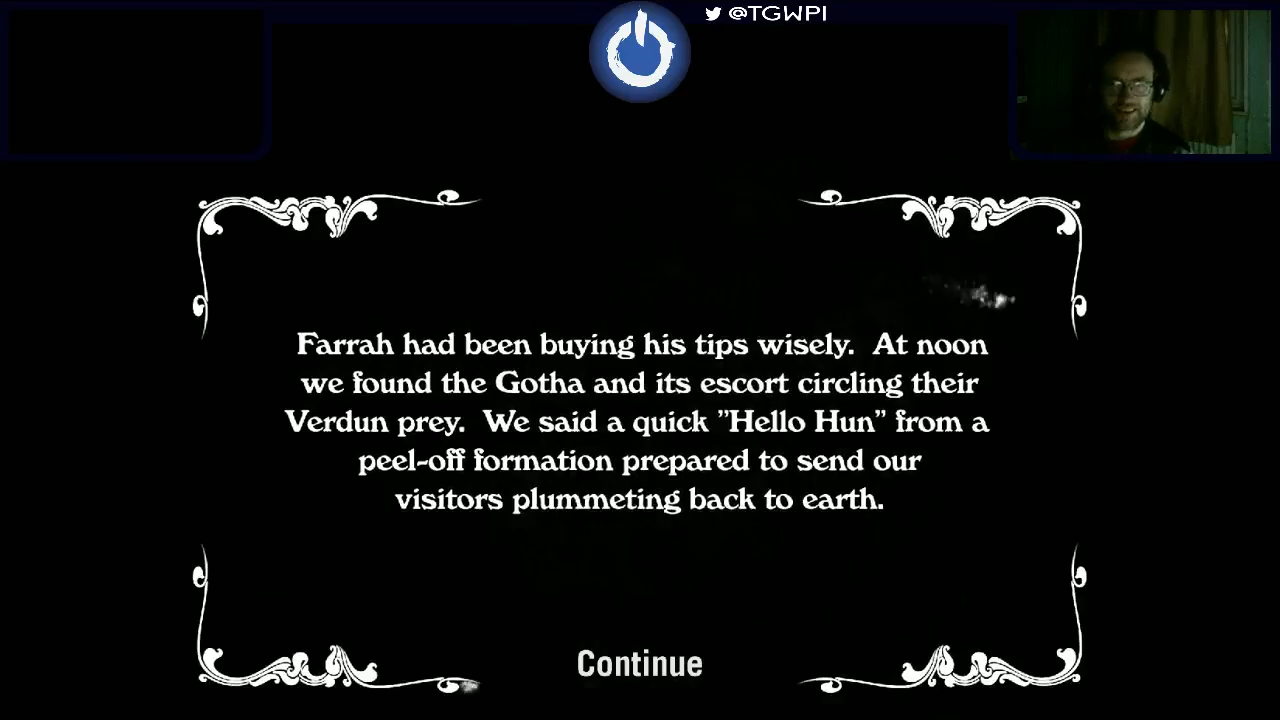 @TGWPI
Farrah had been buying his tips wisely.  At noon
we found the Gotha and its escort circling their
Verdun prey.  We said a quick "Hello Hun" from a
peel-off formation prepared to send our
visitors plummeting back to earth.
Continue